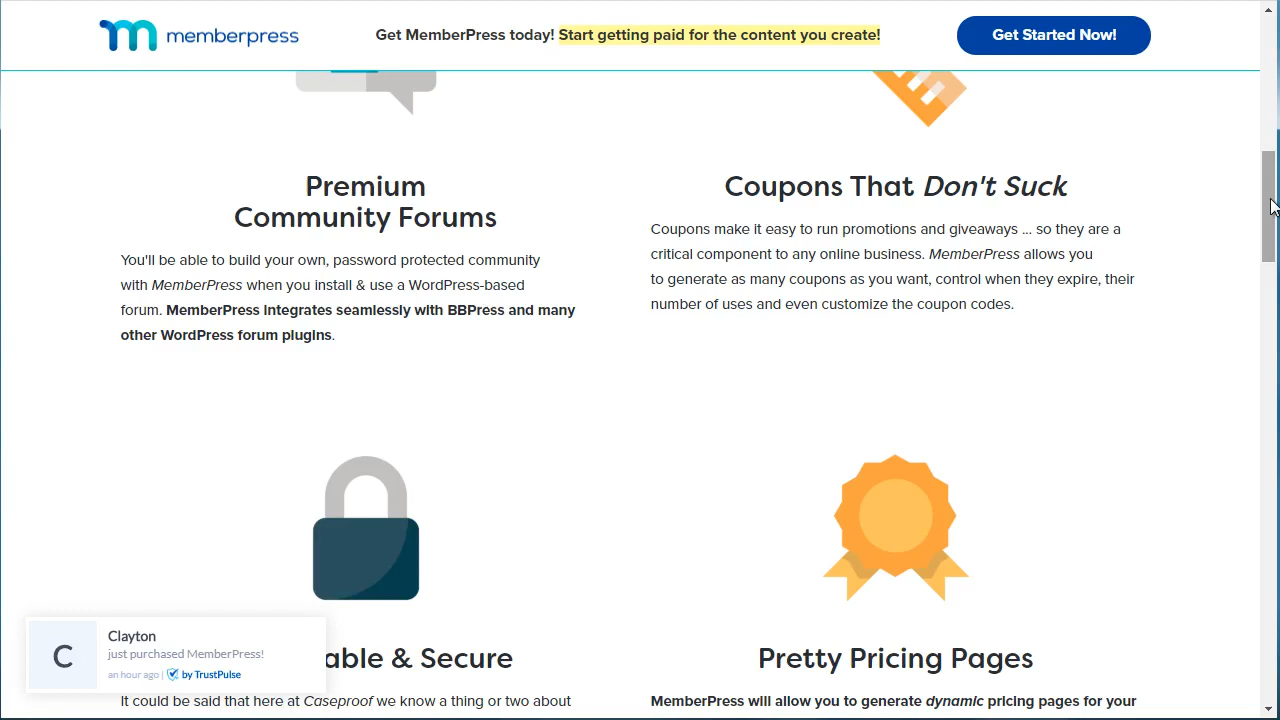 memberpress
Get MemberPress today! Start getting paid for the content you create!
Get Started Now!
Premium
Community Forums
You'll be able to build your own, password protected community
with MemberPress when you install & use a WordPress-based
forum. MemberPress integrates seamlessly with BBPress and many
other WordPress forum plugins.
Coupons That Don't Suck
Coupons make it easy to run promotions and giveaways ... so they are a
critical component to any online business. MemberPress allows you
to generate as many coupons as you want, control when they expire, their
number of uses and even customize the coupon codes.
able & Secure
It could be said that here at Caseproof we know a thing or two about
Pretty Pricing Pages
MemberPress will allow you to generate dynamic pricing pages for your
C
Clayton
just purchased MemberPress!
an hour ago | by TrustPulse